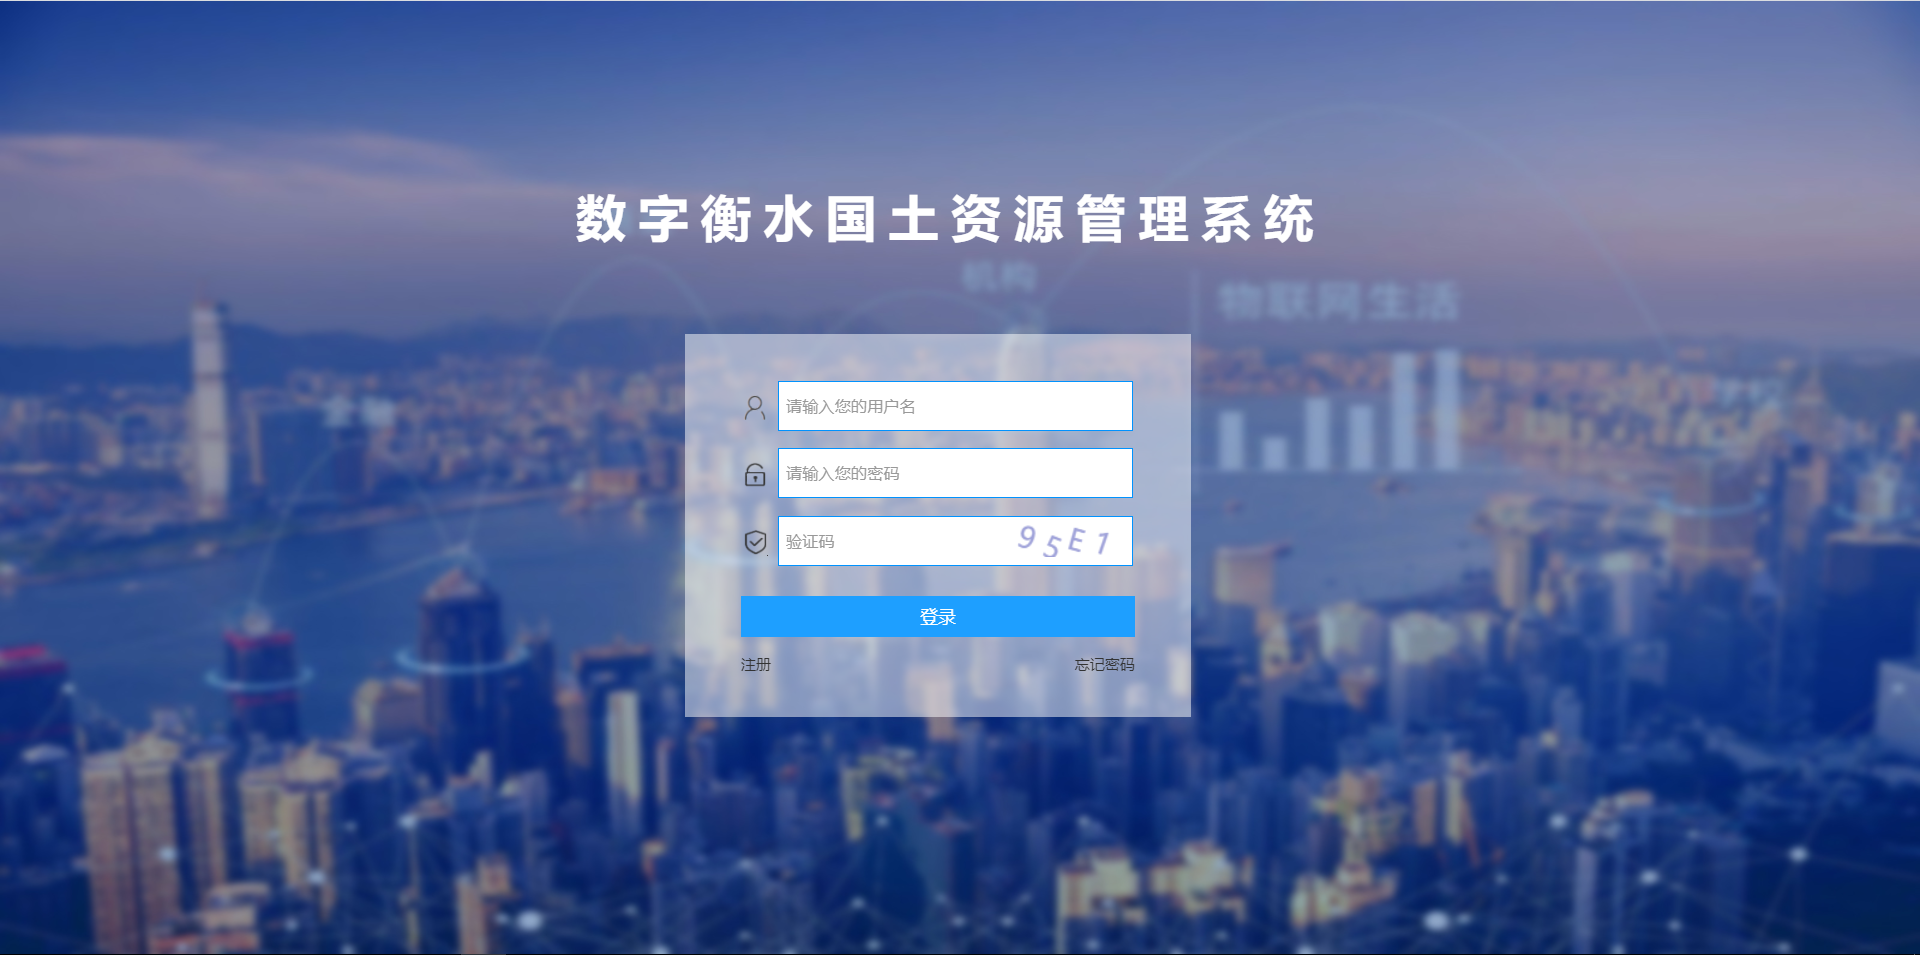 数字衡水国土资源管理系统
机构
物联网生活
金融
请输入您的用户名
请输入您的密码
验证码 95E1
登录
注册 忘记密码